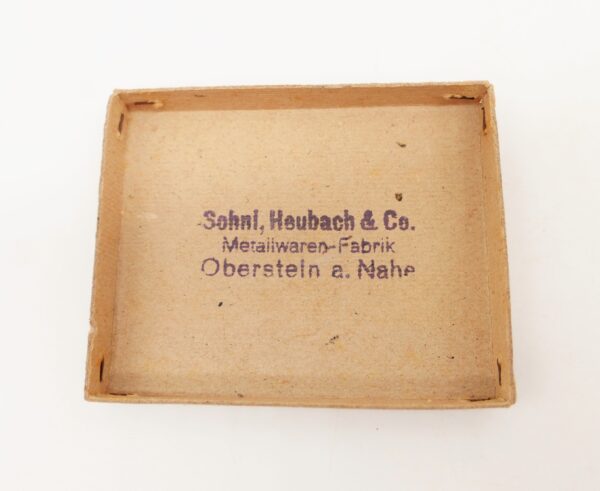 Sohni, Heubach & Co.
Metallwaren-Fabrik
Oberstein a. Nahe